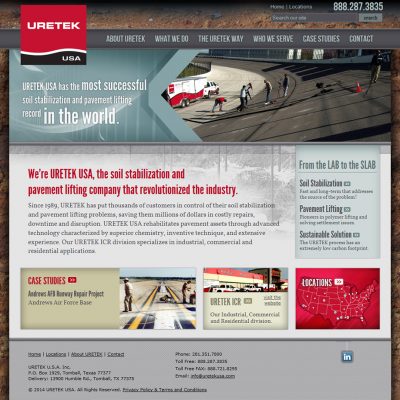 Home | Locations
888.287.3835
Search our site
search
URETEK
USA
ABOUT URETEK
WHAT WE DO
THE URETEK WAY
WHO WE SERVE
CASE STUDIES
CONTACT
URETEK USA has the most successful
soil stabilization and pavement lifting
record in the world.
We're URETEK USA, the soil stabilization and
pavement lifting company that revolutionized the industry.
Since 1989, URETEK has put thousands of customers in control of their soil stabilization
and pavement lifting problems, saving them millions of dollars in costly repairs,
downtime and disruption. URETEK USA rehabilitates pavement assets through advanced
technology characterized by superior chemistry, inventive technique, and extensive
experience. Our URETEK ICR division specializes in industrial, commercial and
residential applications.
From the LAB to the SLAB
Soil Stabilization
Fast and long-term that addresses
the source of the problem!
Pavement Lifting
Pioneers in polymer lifting and
solving settlement issues.
Sustainable Solution
The URETEK process has an
extremely low carbon footprint.
CASE STUDIES
Andrews AFB Runway Repair Project
Andrews Air Force Base
URETEK ICR
visit the
website
Our Industrial, Commercial
and Residential division.
LOCATIONS
Home | Locations | About URETEK | Contact
URETEK U.S.A. Inc.
P.O. Box 1929, Tomball, Texas 77377
Delivery: 13900 Humble Rd., Tomball, TX 77375
© 2014 URETEK USA. All Rights Reserved. Privacy Policy & Terms and Conditions
Phone: 281.351.7800
Toll Free: 888.287.3835
Toll Free FAX: 888.721.8295
Email: info@uretekusa.com
in